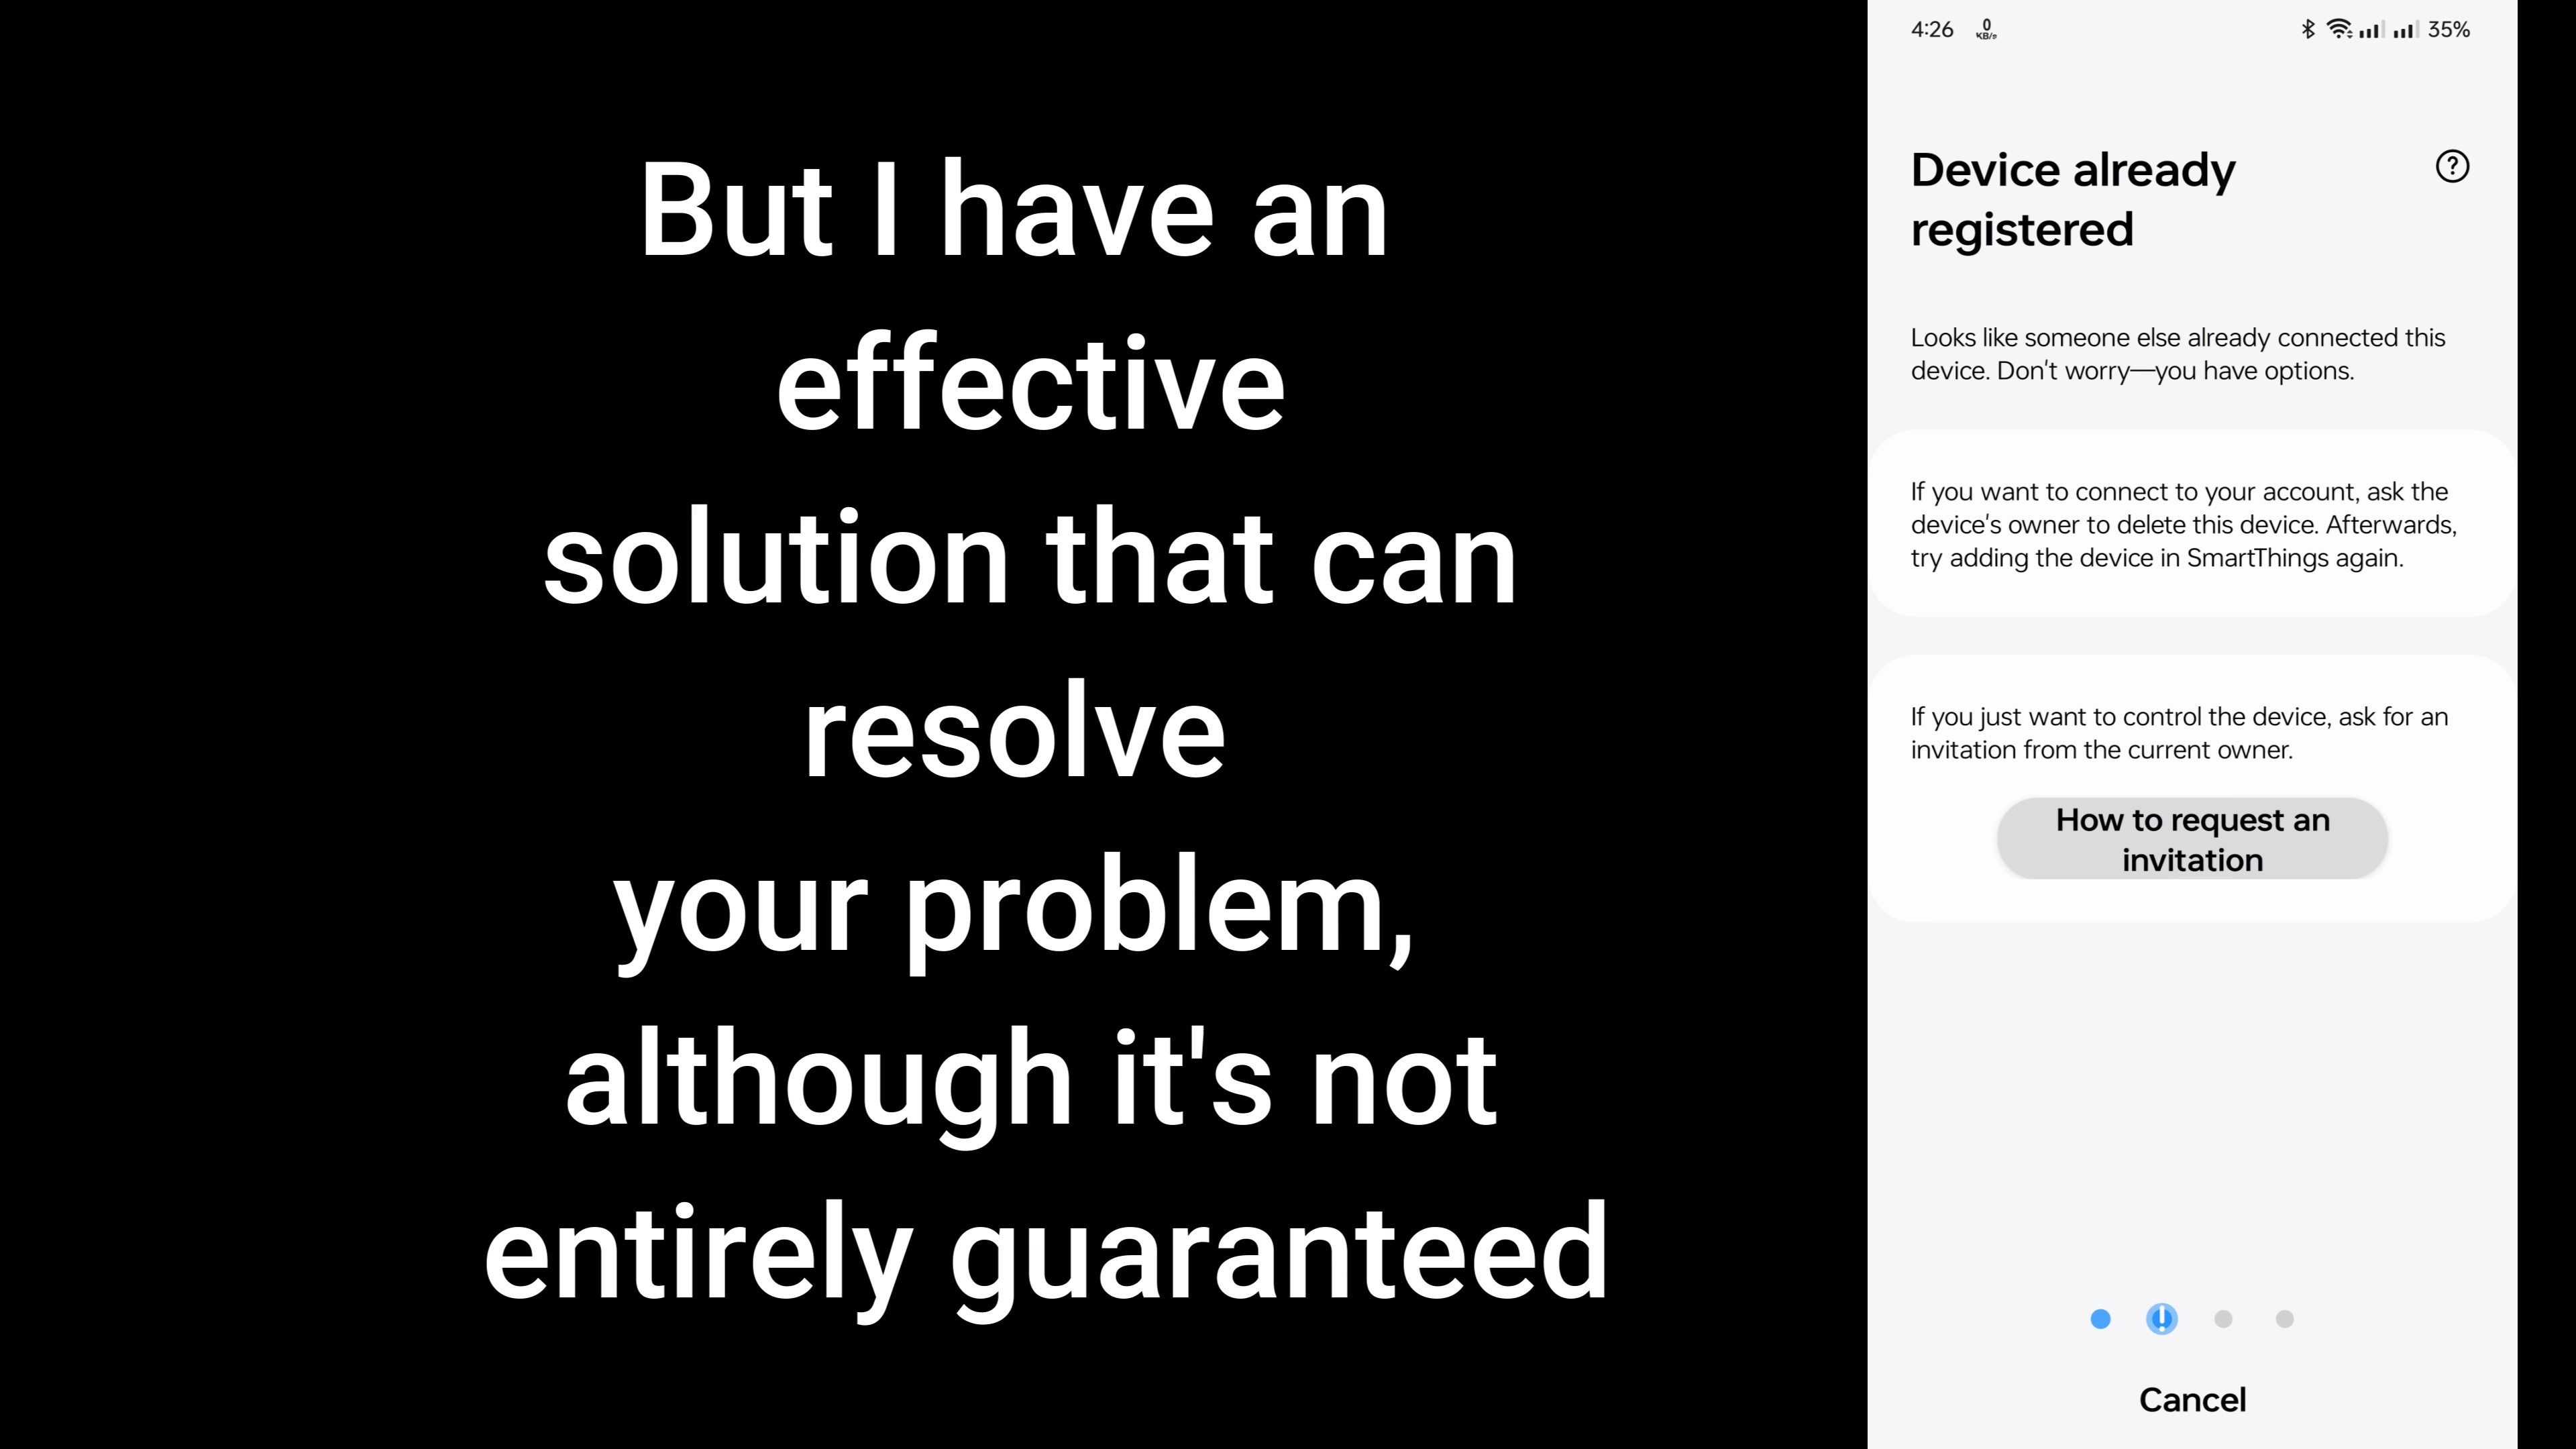 But I have an
effective
solution that can
resolve
your problem,
although it's not
entirely guaranteed
4:26 0 KB/s 35%
Device already
registered
Looks like someone else already connected this
device. Don't worry—you have options.
If you want to connect to your account, ask the
device's owner to delete this device. Afterwards,
try adding the device in SmartThings again.
If you just want to control the device, ask for an
invitation from the current owner.
How to request an
invitation
Cancel